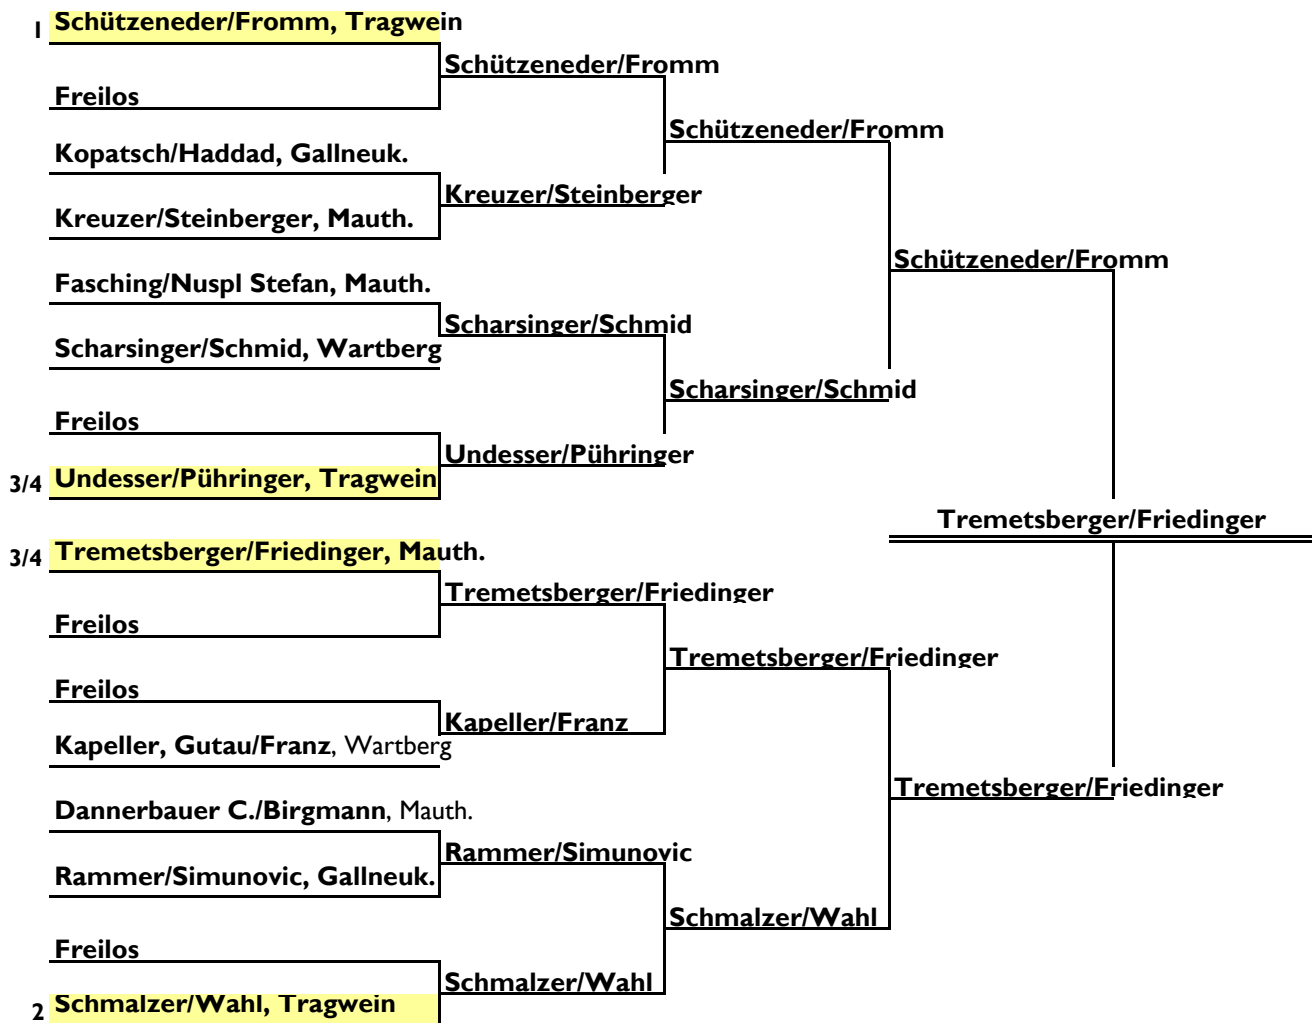 1 Schützeneder/Fromm, Tragwein
Schützeneder/Fromm
Freilos
Schützeneder/Fromm
Kopatsch/Haddad, Gallneuk.
Kreuzer/Steinberger
Kreuzer/Steinberger, Mauth.
Schützeneder/Fromm
Fasching/Nuspl Stefan, Mauth.
Scharsinger/Schmid
Scharsinger/Schmid, Wartberg
Scharsinger/Schmid
Freilos
Undesser/Pühringer
3/4 Undesser/Pühringer, Tragwein
Tremetsberger/Friedinger
3/4 Tremetsberger/Friedinger, Mauth.
Tremetsberger/Friedinger
Freilos
Tremetsberger/Friedinger
Freilos
Kapeller/Franz
Kapeller, Gutau/Franz, Wartberg
Tremetsberger/Friedinger
Dannerbauer C./Birgmann, Mauth.
Rammer/Simunovic
Rammer/Simunovic, Gallneuk.
Schmalzer/Wahl
Freilos
Schmalzer/Wahl
2 Schmalzer/Wahl, Tragwein